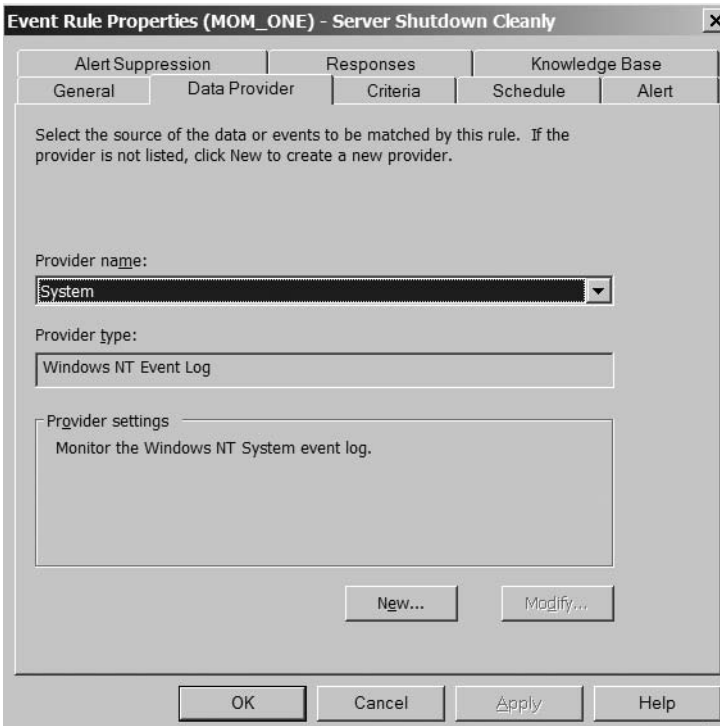 Event Rule Properties (MOM_ONE) - Server Shutdown Cleanly
Alert Suppression Responses Knowledge Base
General Data Provider Criteria Schedule Alert
Select the source of the data or events to be matched by this rule. If the
provider is not listed, click New to create a new provider.
Provider name:
System
Provider type:
Windows NT Event Log
Provider settings
Monitor the Windows NT System event log.
New... Modify...
OK Cancel Apply Help